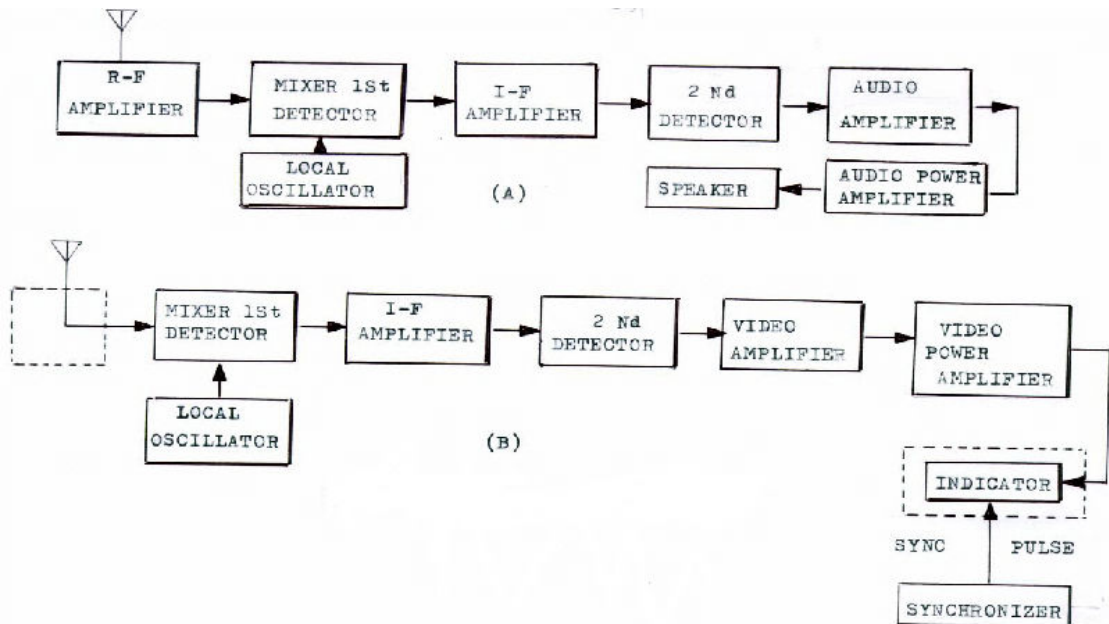 R-F
AMPLIFIER
MIXER 1St
DETECTOR
I-F
AMPLIFIER
2 Nd
DETECTOR
AUDIO
AMPLIFIER
LOCAL
OSCILLATOR
(A)
SPEAKER
AUDIO POWER
AMPLIFIER
MIXER 1St
DETECTOR
I-F
AMPLIFIER
2 Nd
DETECTOR
VIDEO
AMPLIFIER
VIDEO
POWER
AMPLIFIER
LOCAL
OSCILLATOR
(B)
INDICATOR
SYNC PULSE
SYNCHRONIZER